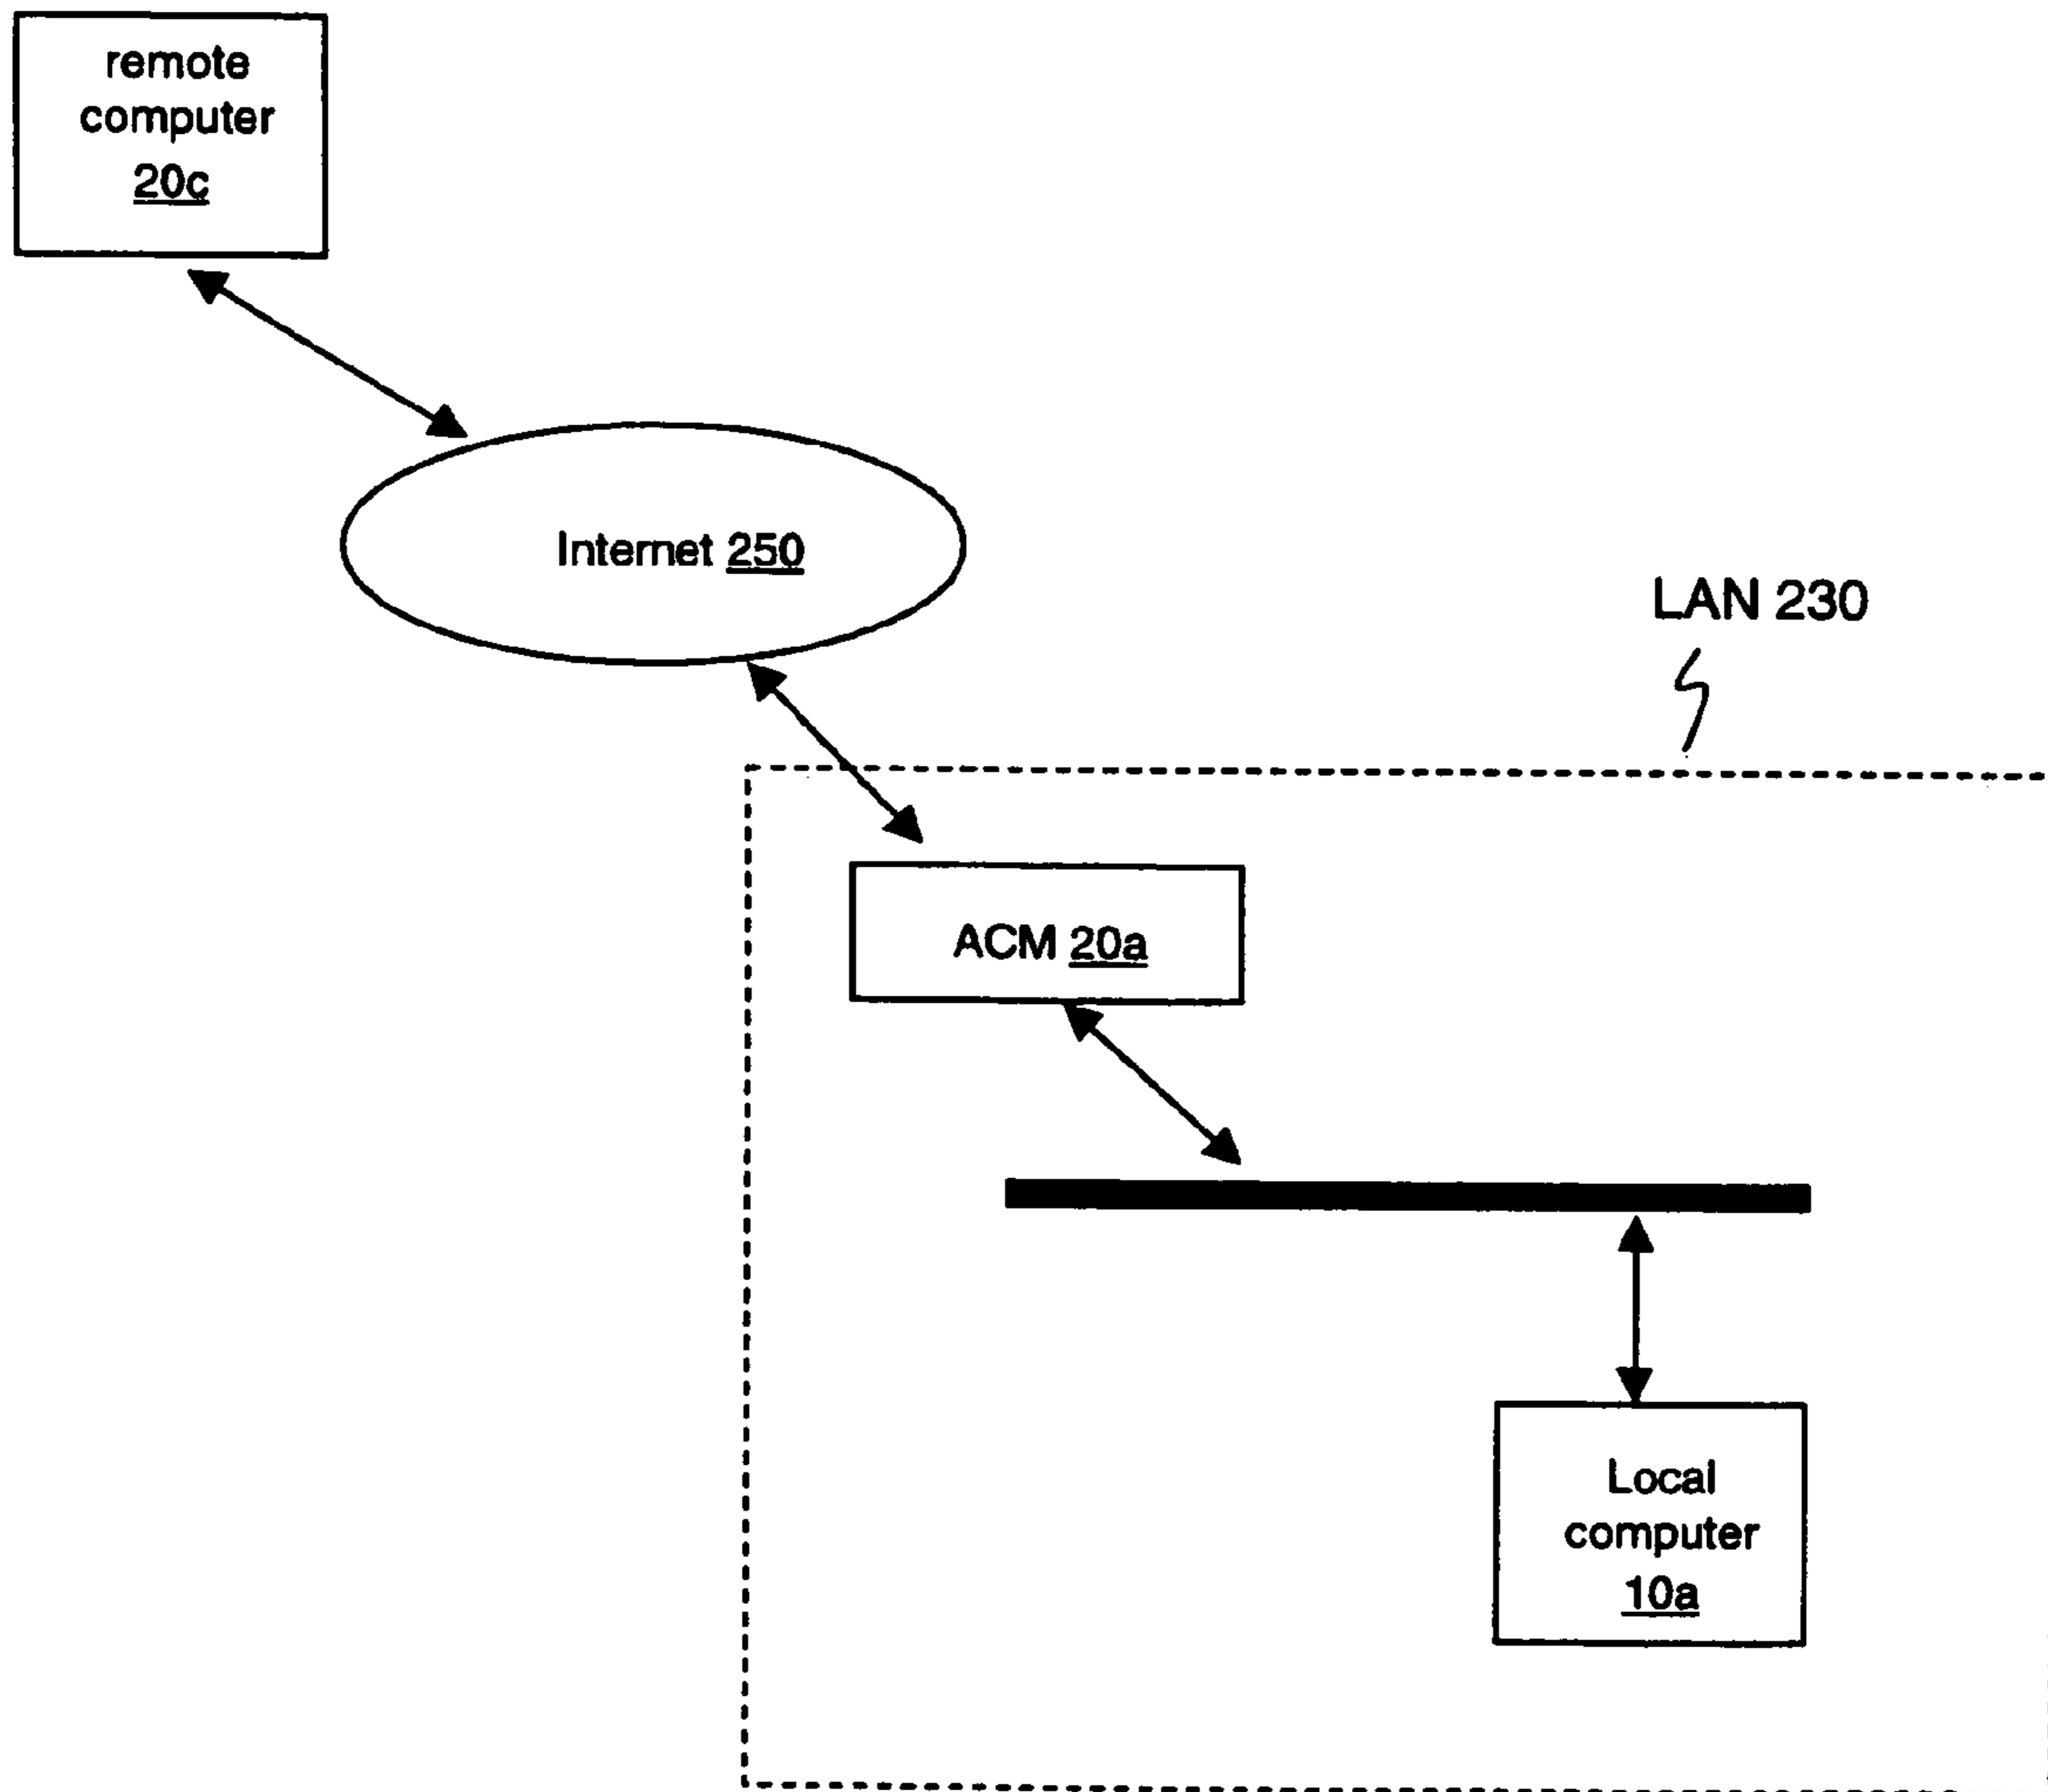 remote
computer
20c
Internet 250
LAN 230
ACM 20a
Local
computer
10a